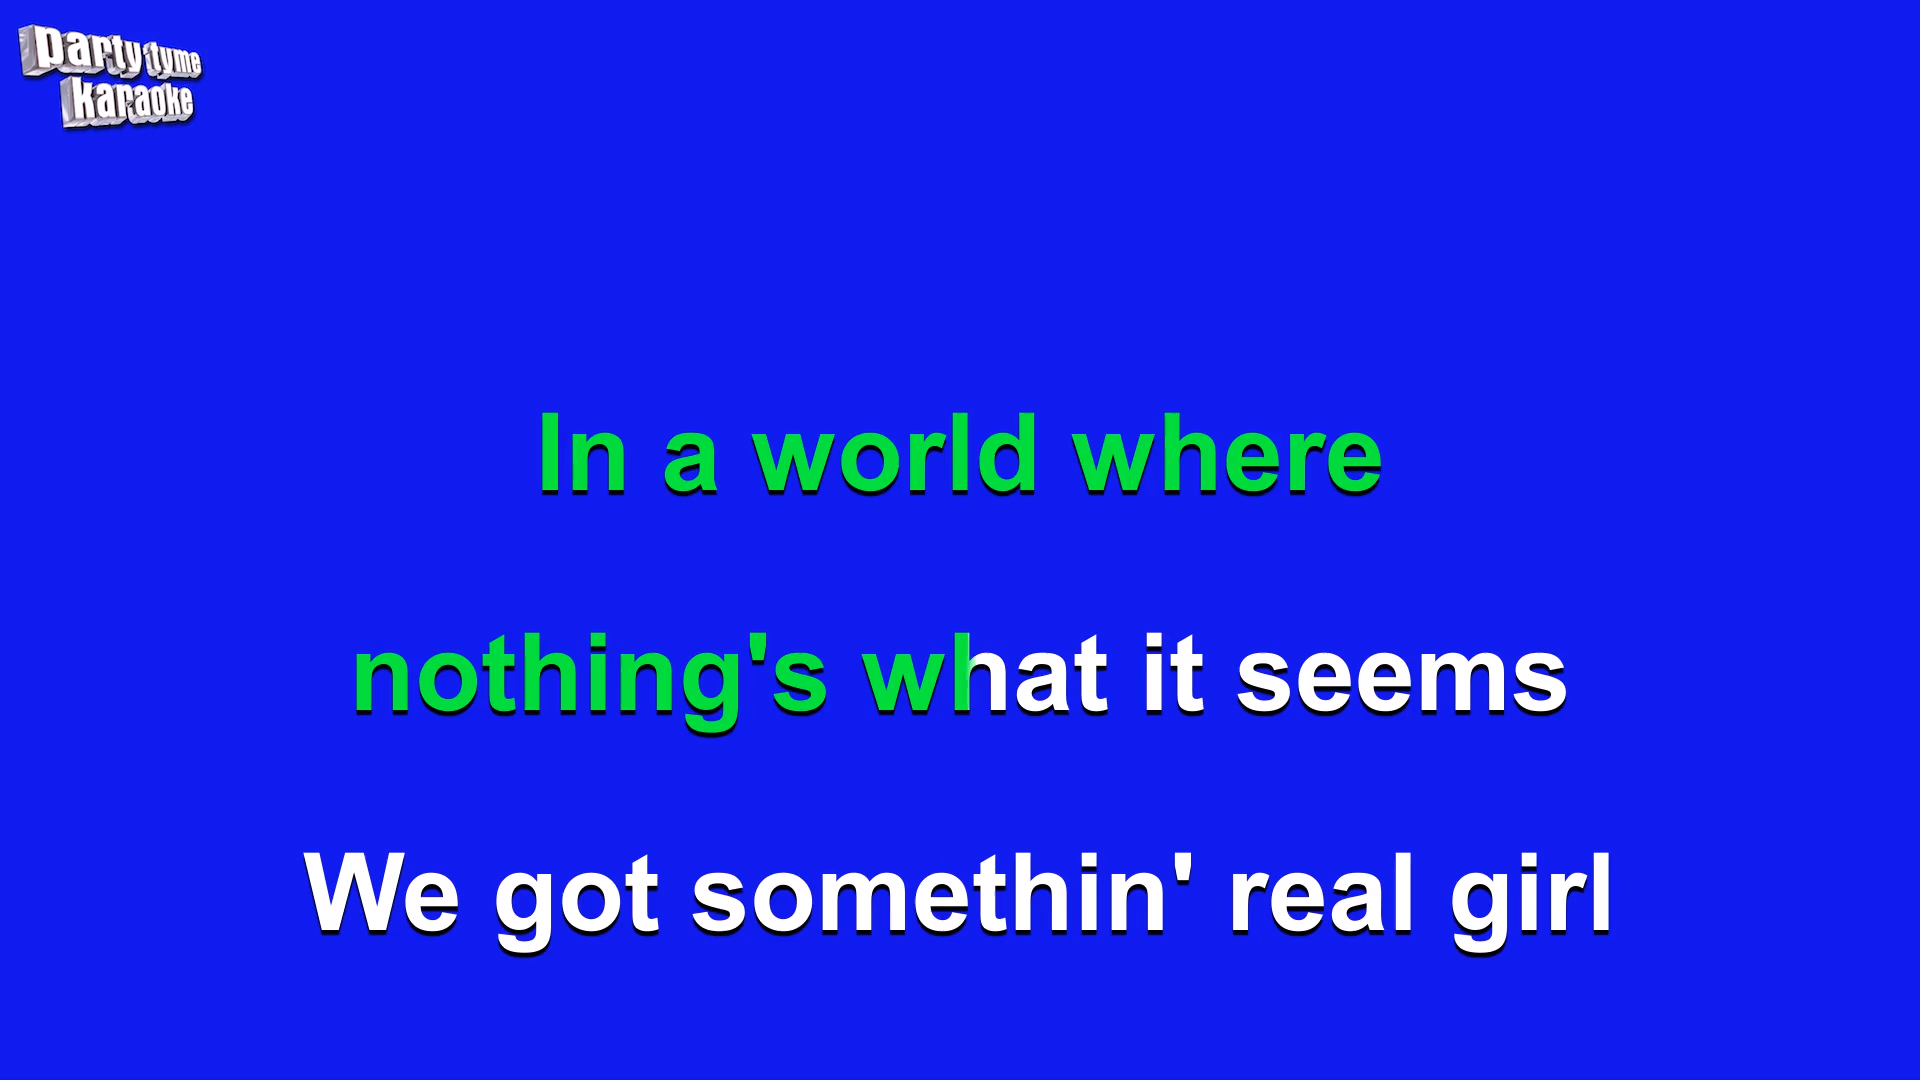 party tyme
karaoke
In a world where
nothing's what it seems
We got somethin' real girl